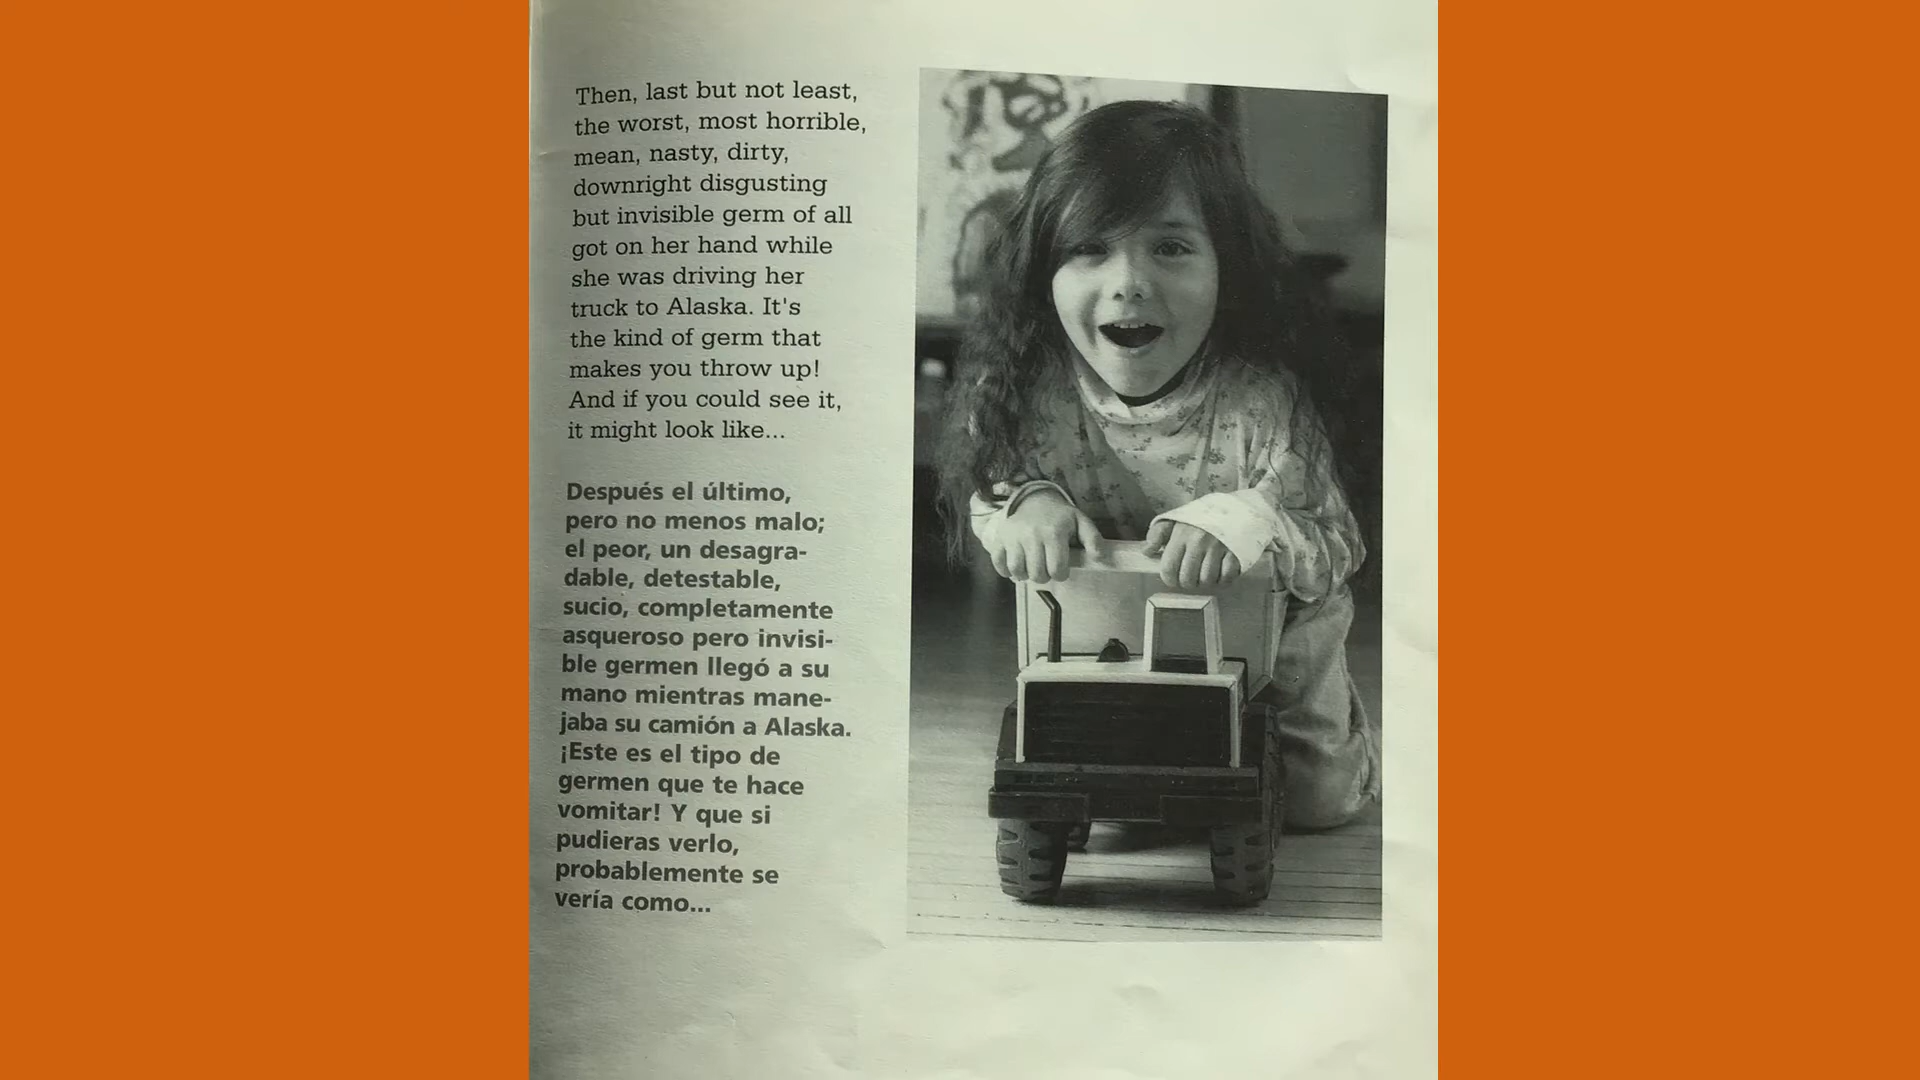 Then, last but not least,
the worst, most horrible,
mean, nasty, dirty,
downright disgusting
but invisible germ of all
got on her hand while
she was driving her
truck to Alaska. It's
the kind of germ that
makes you throw up!
And if you could see it,
it might look like...
Después el último,
pero no menos malo;
el peor, un desagra-
dable, detestable,
sucio, completamente
asqueroso pero invisi-
ble germen llegó a su
mano mientras mane-
jaba su camión a Alaska.
¡Este es el tipo de
germen que te hace
vomitar! Y que si
pudieras verlo,
probablemente se
vería como...